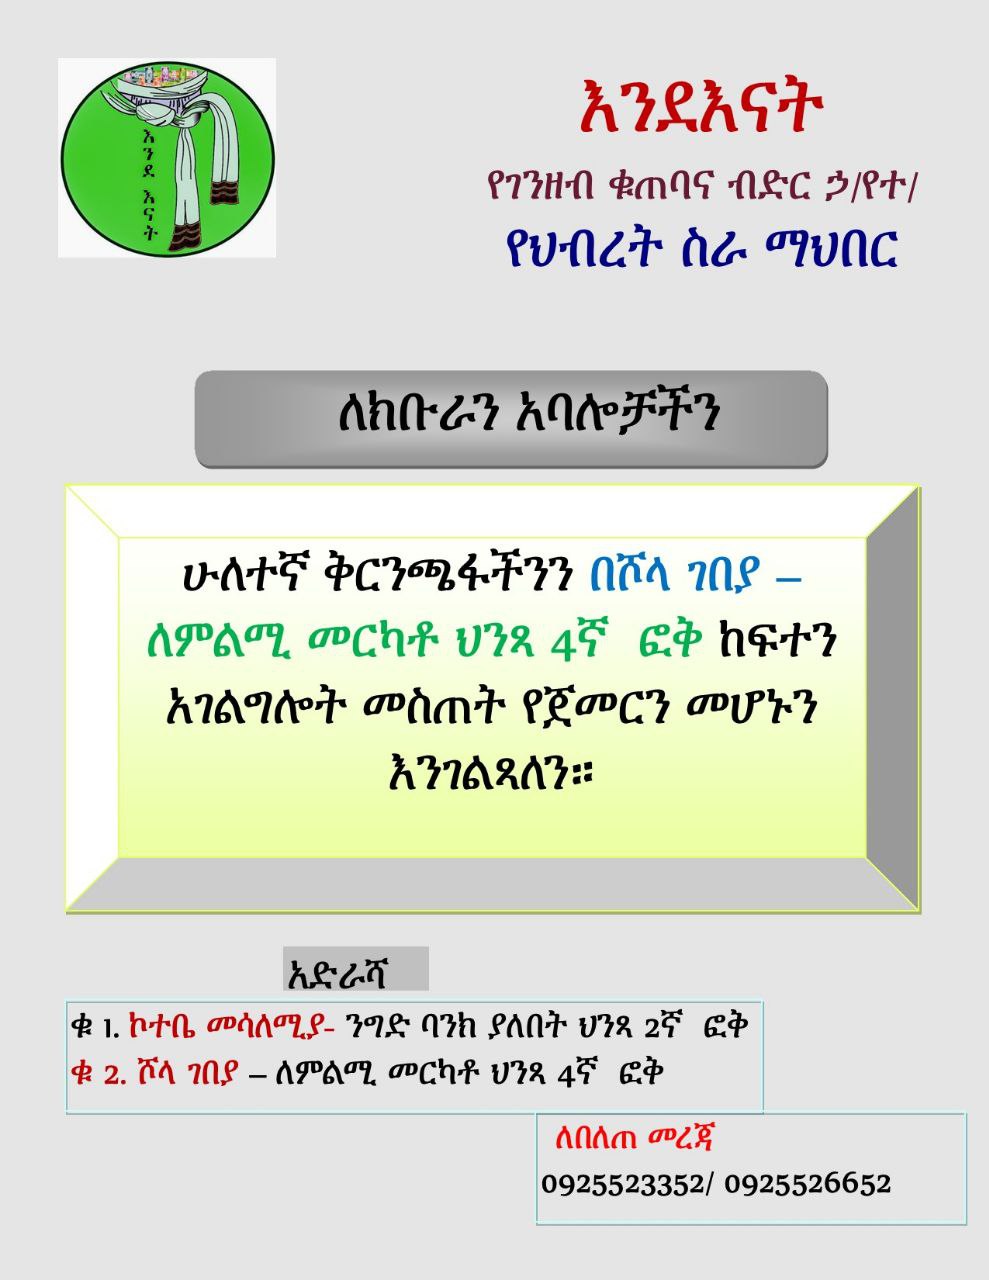 እንደ እናት
እንደእናት
የገንዘብ ቁጠባና ብድር ኃ/የተ/
የህብረት ስራ ማህበር
ለክቡራን አባሎቻችን
ሁለተኛ ቅርንጫፋችንን በሾላ ገበያ –
ለምልሚ መርካቶ ህንጻ 4ኛ ፎቅ ከፍተን
አገልግሎት መስጠት የጀመርን መሆኑን
እንገልጻለን።
አድራሻ
ቁ 1. ኮተቤ መሳለሚያ- ንግድ ባንክ ያለበት ህንጻ 2ኛ ፎቅ
ቁ 2. ሾላ ገበያ – ለምልሚ መርካቶ ህንጻ 4ኛ ፎቅ
ለበለጠ መረጃ
0925523352/ 0925526652